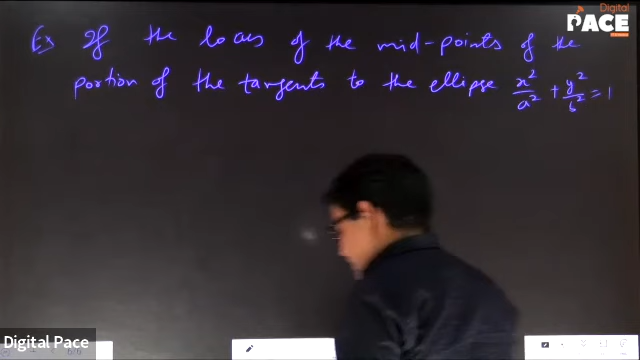 Digital
PACE
Ex If the locus of the mid-points of the
portion of the tangents to the ellipse x²/a² + y²/b² = 1
Digital Pace